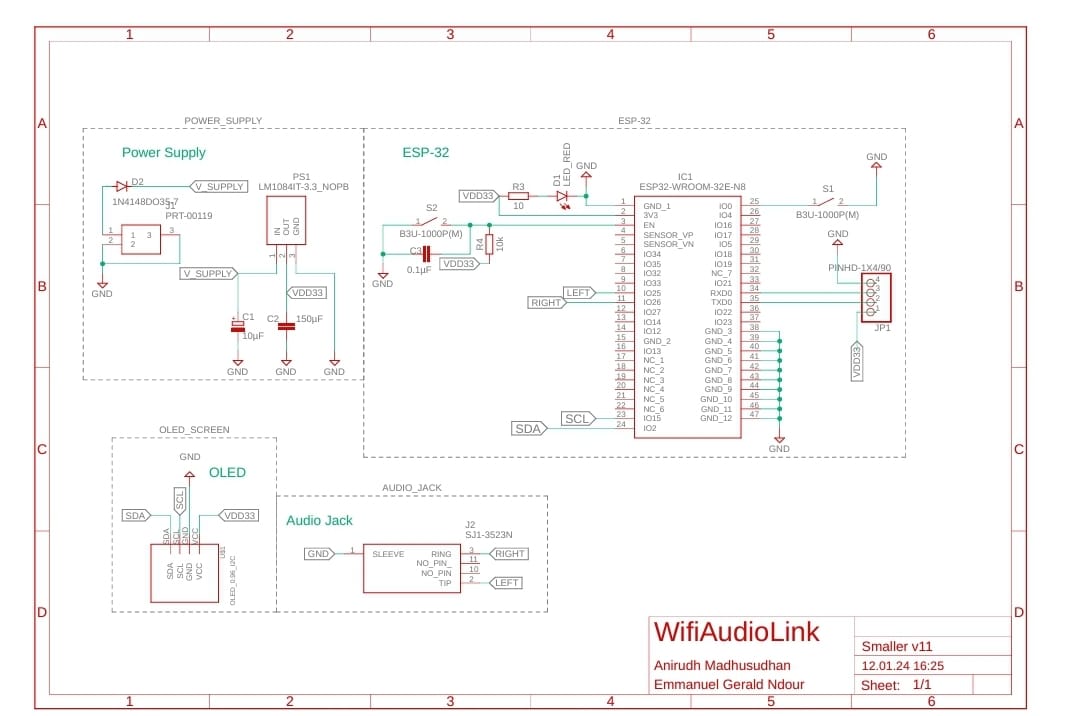 1 2 3 4 5 6
A A
B B
C C
D D
POWER_SUPPLY
Power Supply
D2
V_SUPPLY
1N4148DO35-7
J1
PRT-00119
1 1 3 3
2 2
GND
PS1
LM1084IT-3.3_NOPB
IN
OUT
GND
1
2
3
V_SUPPLY
VDD33
+
C1
10µF
C2 150µF
GND GND GND
ESP-32
ESP-32
VDD33
R3
10
D1
LED_RED
GND
S2
1 2
B3U-1000P(M)
C3
0.1µF
R4
10k
VDD33
GND
LEFT
RIGHT
SCL
SDA
IC1
ESP32-WROOM-32E-N8
1 GND_1 IO0 25
2 3V3 IO4 26
3 EN IO16 27
4 SENSOR_VP IO17 28
5 SENSOR_VN IO5 29
6 IO34 IO18 30
7 IO35 IO19 31
8 IO32 NC_7 32
9 IO33 IO21 33
10 IO25 RXD0 34
11 IO26 TXD0 35
12 IO27 IO22 36
13 IO14 IO23 37
14 IO12 GND_3 38
15 GND_2 GND_4 39
16 IO13 GND_5 40
17 NC_1 GND_6 41
18 NC_2 GND_7 42
19 NC_3 GND_8 43
20 NC_4 GND_9 44
21 NC_5 GND_10 45
22 NC_6 GND_11 46
23 IO15 GND_12 47
24 IO2
GND
S1
1 2
B3U-1000P(M)
GND
GND
PINHD-1X4/90
4
3
2
1
JP1
VDD33
OLED_SCREEN
GND
OLED
SCL
SDA
VDD33
SDA
SCL
GND
VCC
SDA
SCL
GND
VCC
OLED_0.96_I2C
AUDIO_JACK
Audio Jack
J2
SJ1-3523N
GND 1 SLEEVE RING 3 RIGHT
NO_PIN_ 11
NO_PIN 10
TIP 2 LEFT
WifiAudioLink
Anirudh Madhusudhan
Emmanuel Gerald Ndour
Smaller v11
12.01.24 16:25
Sheet: 1/1
1 2 3 4 5 6